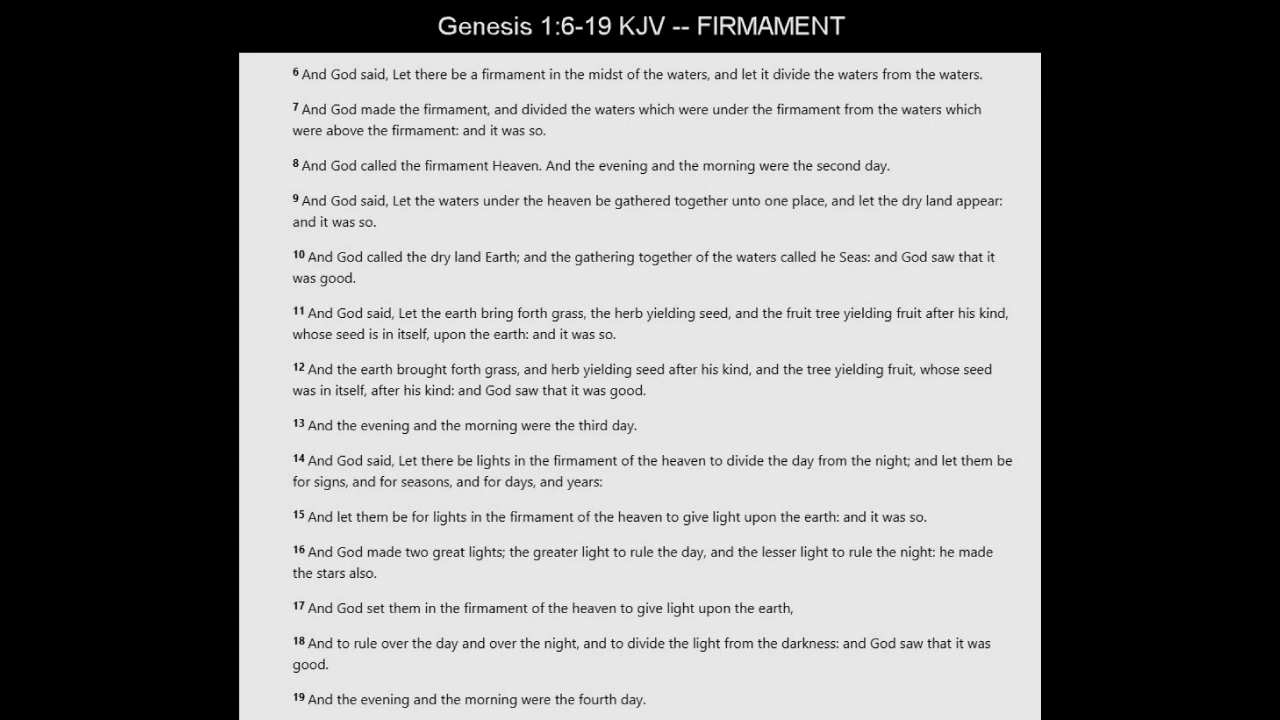 Genesis 1:6-19 KJV -- FIRMAMENT
6 And God said, Let there be a firmament in the midst of the waters, and let it divide the waters from the waters.
7 And God made the firmament, and divided the waters which were under the firmament from the waters which
were above the firmament: and it was so.
8 And God called the firmament Heaven. And the evening and the morning were the second day.
9 And God said, Let the waters under the heaven be gathered together unto one place, and let the dry land appear:
and it was so.
10 And God called the dry land Earth; and the gathering together of the waters called he Seas: and God saw that it
was good.
11 And God said, Let the earth bring forth grass, the herb yielding seed, and the fruit tree yielding fruit after his kind,
whose seed is in itself, upon the earth: and it was so.
12 And the earth brought forth grass, and herb yielding seed after his kind, and the tree yielding fruit, whose seed
was in itself, after his kind: and God saw that it was good.
13 And the evening and the morning were the third day.
14 And God said, Let there be lights in the firmament of the heaven to divide the day from the night; and let them be
for signs, and for seasons, and for days, and years:
15 And let them be for lights in the firmament of the heaven to give light upon the earth: and it was so.
16 And God made two great lights; the greater light to rule the day, and the lesser light to rule the night: he made
the stars also.
17 And God set them in the firmament of the heaven to give light upon the earth,
18 And to rule over the day and over the night, and to divide the light from the darkness: and God saw that it was
good.
19 And the evening and the morning were the fourth day.